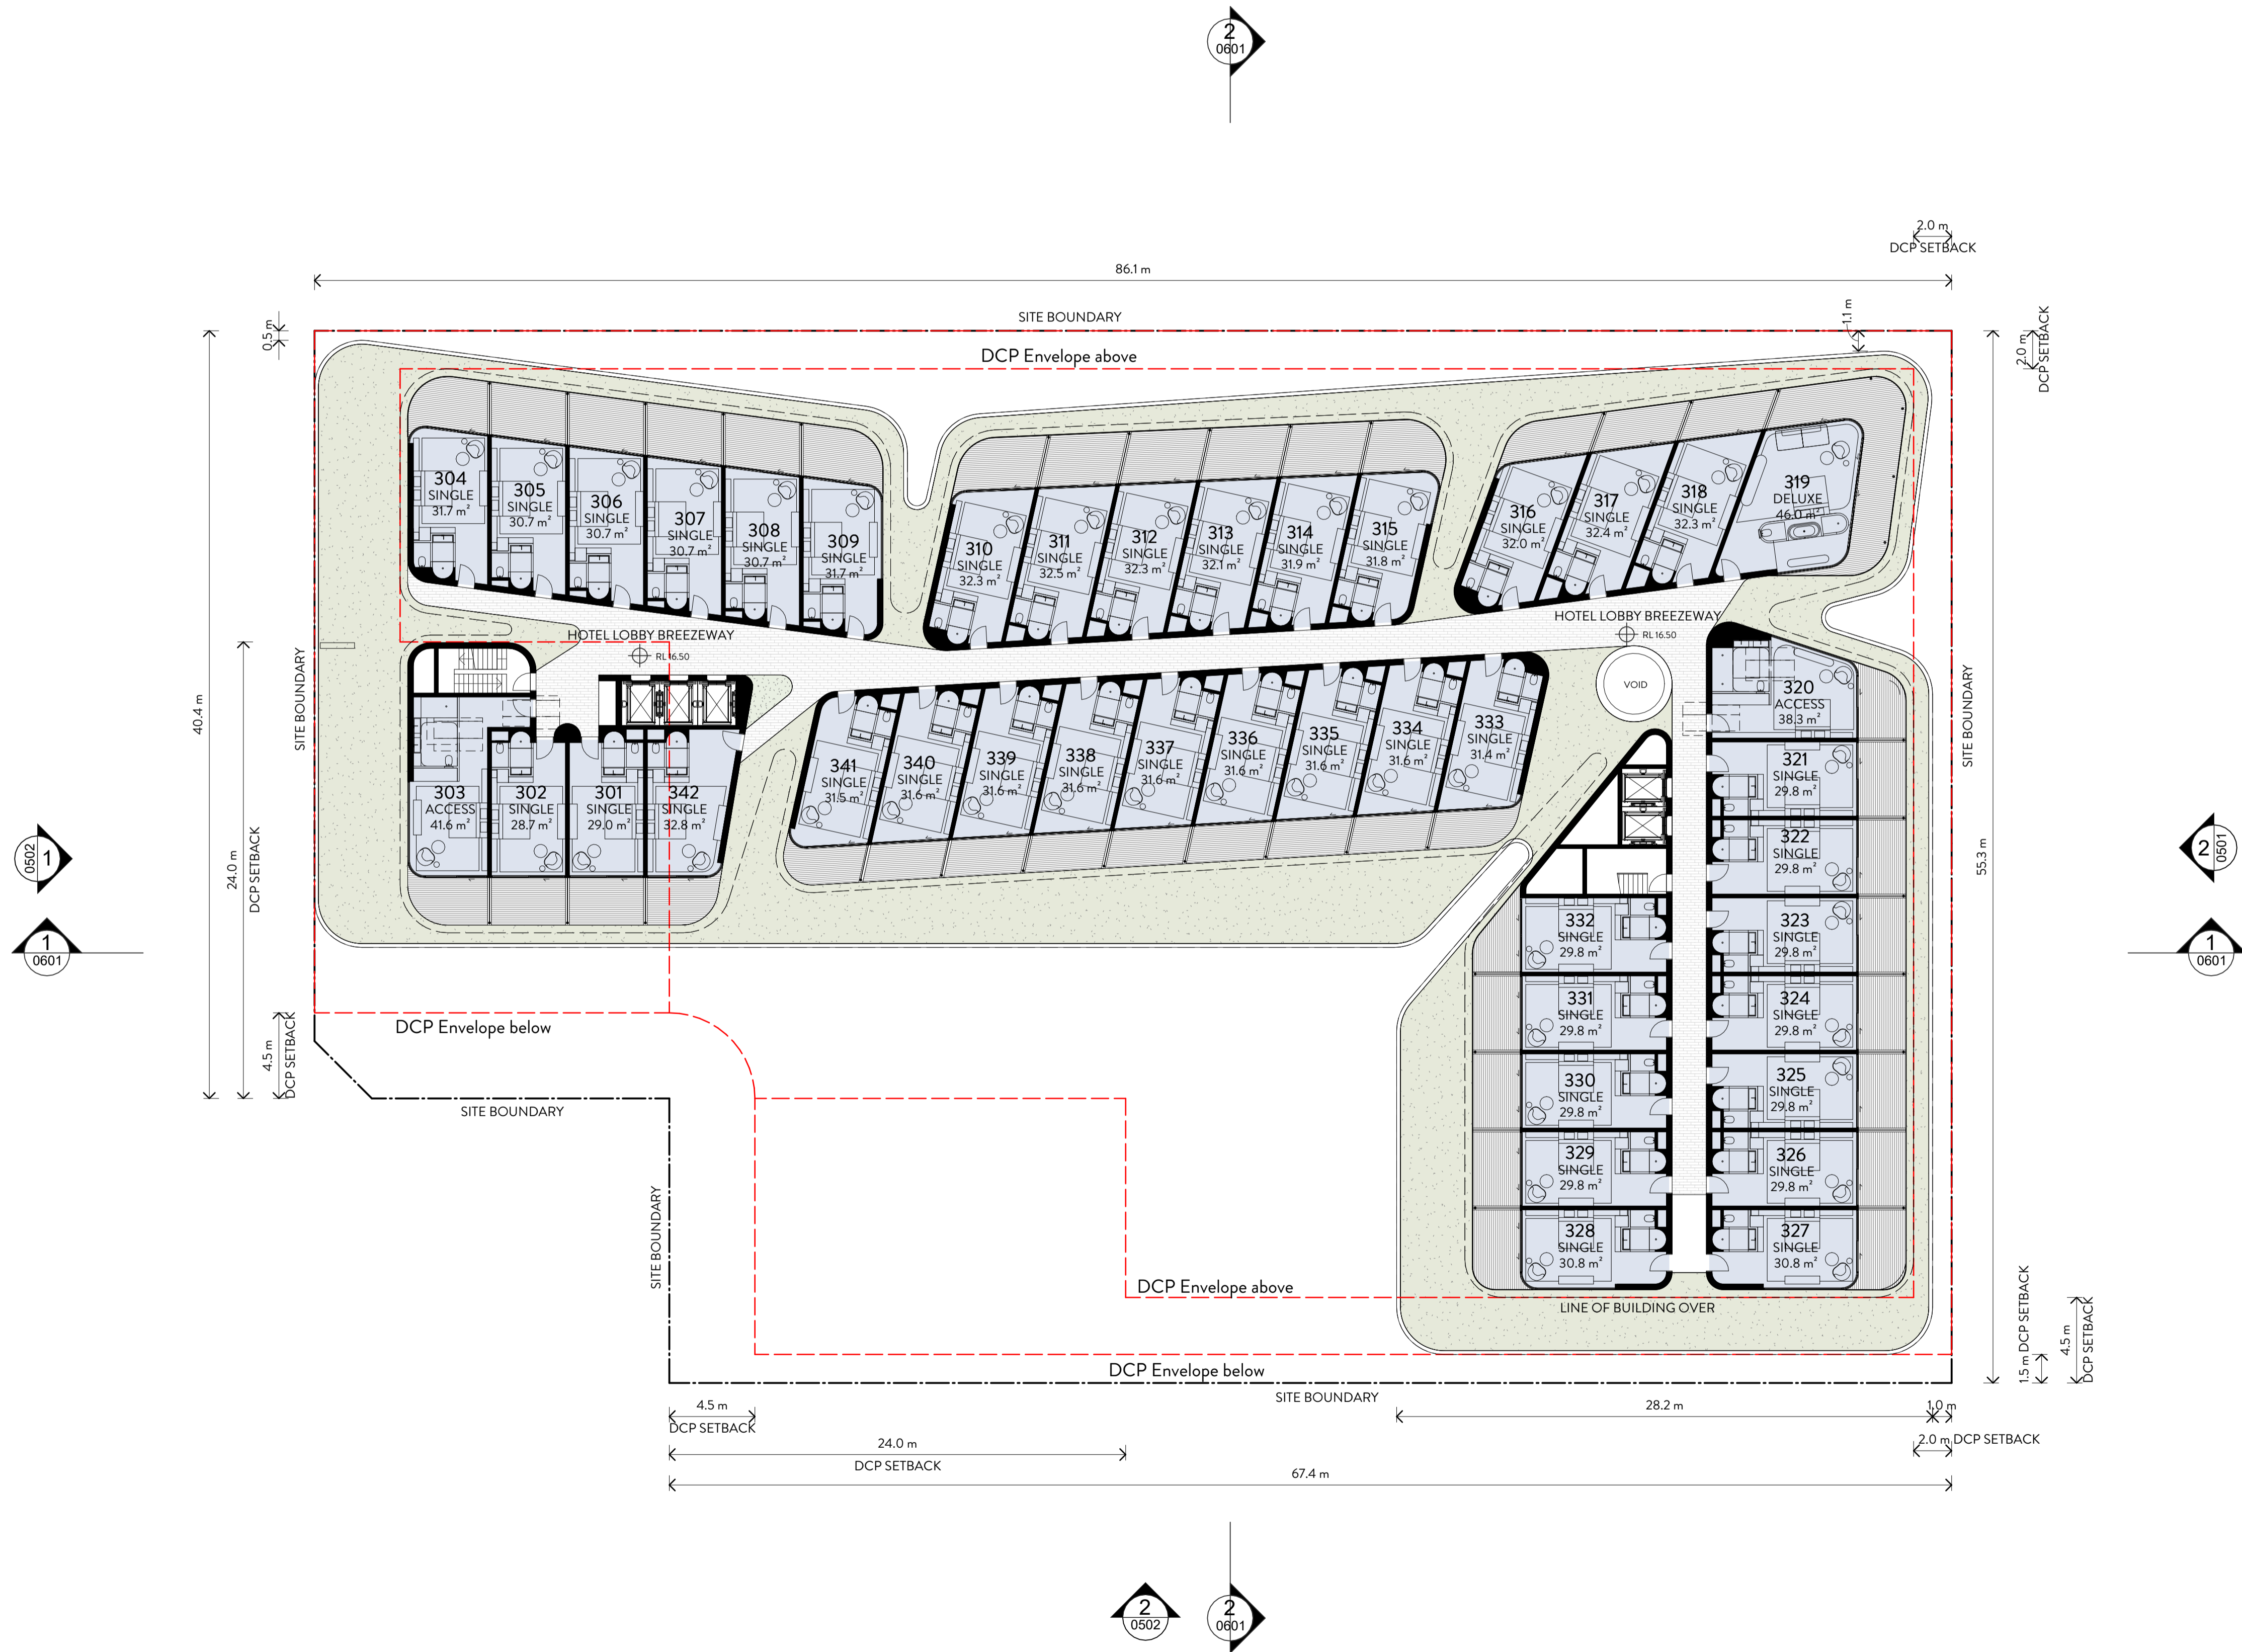 2
0601
2.0 m
DCP SETBACK
86.1 m
SITE BOUNDARY
0.5 m
1.1 m
2.0 m
DCP SETBACK
DCP Envelope above
304
SINGLE
31.7 m²
305
SINGLE
30.7 m²
306
SINGLE
30.7 m²
307
SINGLE
30.7 m²
308
SINGLE
30.7 m²
309
SINGLE
31.7 m²
310
SINGLE
32.3 m²
311
SINGLE
32.5 m²
312
SINGLE
32.3 m²
313
SINGLE
32.1 m²
314
SINGLE
31.9 m²
315
SINGLE
31.8 m²
316
SINGLE
32.0 m²
317
SINGLE
32.4 m²
318
SINGLE
32.3 m²
319
DELUXE
46.0 m²
HOTEL LOBBY BREEZEWAY
RL 16.50
HOTEL LOBBY BREEZEWAY
RL 16.50
VOID
SITE BOUNDARY
SITE BOUNDARY
40.4 m
24.0 m
DCP SETBACK
4.5 m
DCP SETBACK
55.3 m
320
ACCESS
38.3 m²
321
SINGLE
29.8 m²
322
SINGLE
29.8 m²
323
SINGLE
29.8 m²
324
SINGLE
29.8 m²
325
SINGLE
29.8 m²
326
SINGLE
29.8 m²
327
SINGLE
30.8 m²
303
ACCESS
41.6 m²
302
SINGLE
28.7 m²
301
SINGLE
29.0 m²
342
SINGLE
32.8 m²
341
SINGLE
31.5 m²
340
SINGLE
31.6 m²
339
SINGLE
31.6 m²
338
SINGLE
31.6 m²
337
SINGLE
31.6 m²
336
SINGLE
31.6 m²
335
SINGLE
31.6 m²
334
SINGLE
31.6 m²
333
SINGLE
31.4 m²
332
SINGLE
29.8 m²
331
SINGLE
29.8 m²
330
SINGLE
29.8 m²
329
SINGLE
29.8 m²
328
SINGLE
30.8 m²
1
0502
1
0601
2
0501
1
0601
DCP Envelope below
SITE BOUNDARY
SITE BOUNDARY
DCP Envelope above
LINE OF BUILDING OVER
DCP Envelope below
SITE BOUNDARY
1.5 m DCP SETBACK
4.5 m
DCP SETBACK
4.5 m
DCP SETBACK
28.2 m
1.0 m
24.0 m
DCP SETBACK
2.0 m DCP SETBACK
67.4 m
2
0502
2
0601